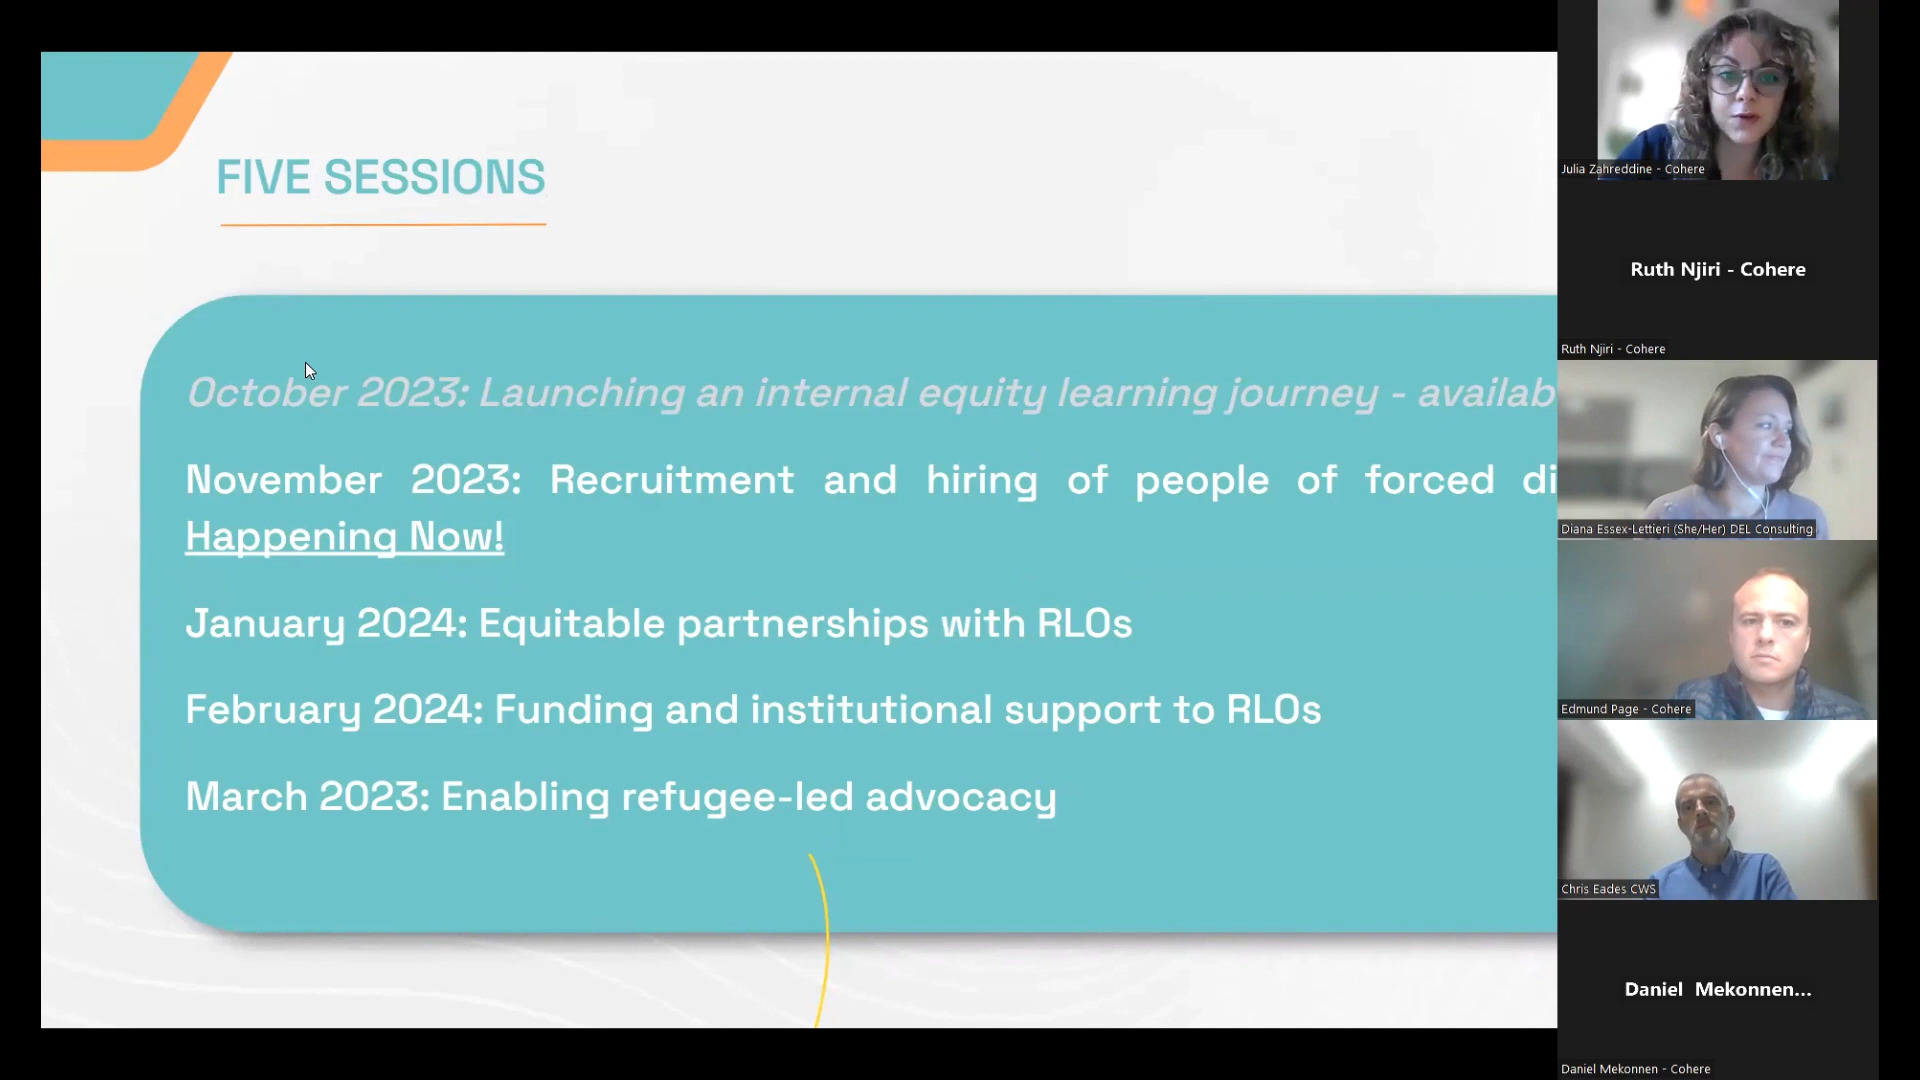 FIVE SESSIONS
October 2023: Launching an internal equity learning journey -
November 2023: Recruitment and hiring of people of forced
Happening Now!
January 2024: Equitable partnerships with RLOs
February 2024: Funding and institutional support to RLOs
March 2023: Enabling refugee-led advocacy
Julia Zahreddine - Cohere
Ruth Njiri - Cohere
Ruth Njiri - Cohere
Diana Essex-Lettieri (She/Her) DEL Consulting
Edmund Page - Cohere
Chris Eades CWS
Daniel Mekonnen...
Daniel Mekonnen - Cohere